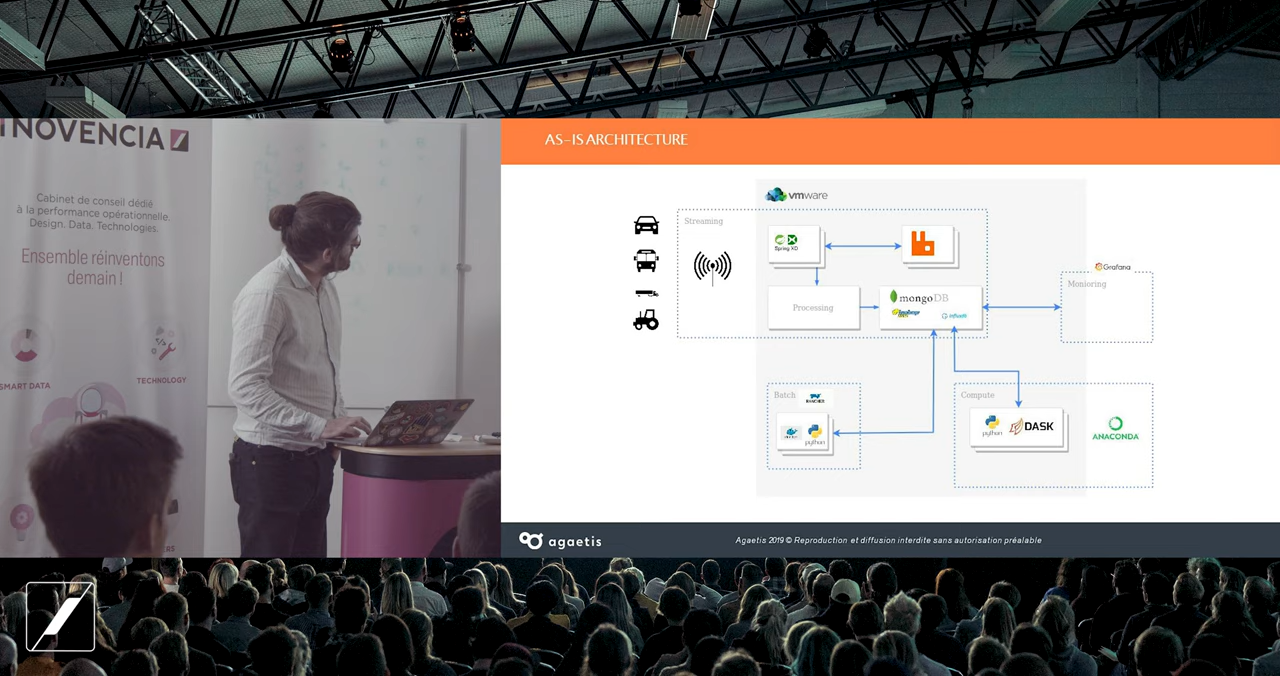 INOVENCIA
Cabinet de conseil dédié
à la performance opérationnelle.
Design. Data. Technologies.
Ensemble réinventons
demain !
SMART DATA
TECHNOLOGY
AS-IS ARCHITECTURE
vmware
Streaming
Spring XD
Processing
mongoDB
Grafana
Monioring
Batch
RANCHER
python
Compute
python
DASK
ANACONDA
agaetis
Agaetis 2019 © Reproduction et diffusion interdite sans autorisation préalable